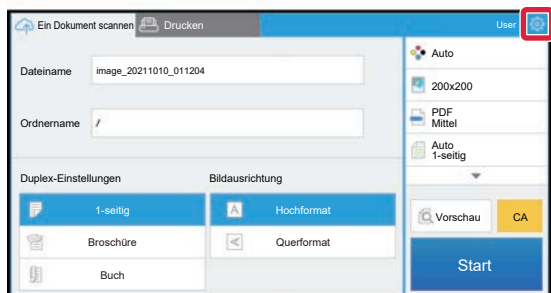 Ein Dokument scannen
Drucken
User
Dateiname
image_20211010_011204
Ordnername
/
Duplex-Einstellungen
Bildausrichtung
1-seitig
A
Hochformat
Broschüre
Querformat
Buch
Auto
200x200
PDF
Mittel
Auto
1-seitig
Vorschau
CA
Start